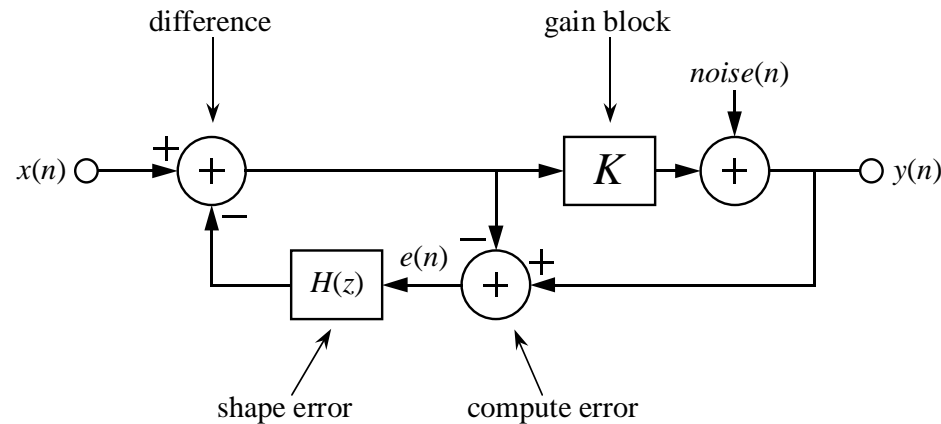 difference
gain block
noise(n)
x(n)
+
+
K
+
y(n)
−
−
+
e(n)
H(z)
+
shape error
compute error